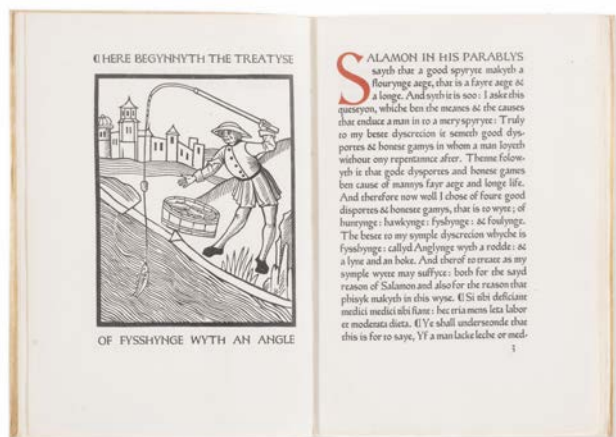 ¶HERE BEGYNNYTH THE TREATYSE
OF FYSSHYNGE WYTH AN ANGLE
SALAMON IN HIS PARABLYS
sayth that a good spyryte makyth a
flourynge aege, that is a fayre aege &
a longe. And syth it is soo: I aske this
questyon, whiche ben the meanes & the causes
that enduce a man in to a mery spyryte: Truly
to my beste dyscrecion it semeth good dys-
portes & honest gamys in whom a man Ioyeth
without ony repentannce after. Thenne folow-
yth it that gode dysportes and honest games
ben cause of mannys fayr aege and longe life.
And therefore now woll I chose of foure good
disportes & honeste gamys, that is to wyte; of
huntynge: hawkynge: fysshynge: & foulynge.
The beste to my symple dyscrecion whyche is
fysshynge: callyd Anglynge wyth a rodde: &
a lyne and an hoke. And therof to treate as my
symple wytte may suffyce: both for the sayd
reason of Salamon and also for the reason that
phisyk makyth in this wyse. ¶ Si tibi deficiant
medici medici tibi fiant: hec tria mens leta labor
et moderata dieta. ¶ Ye shall understonde that
this is for to saye, Yf a man lacke leche or med-
3